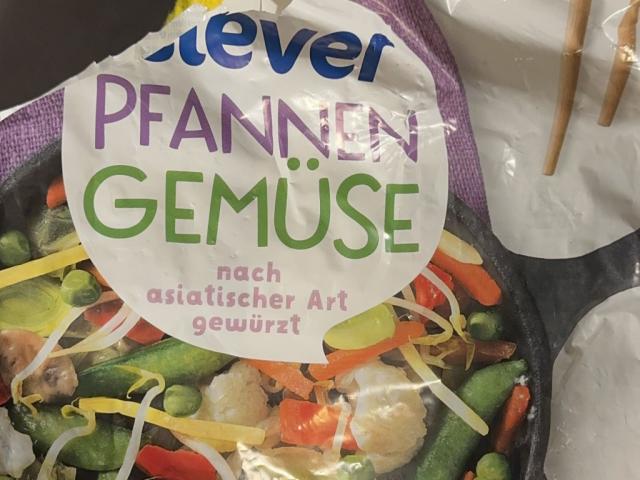 clever
PFANNEN
GEMÜSE
nach
asiatischer Art
gewürzt